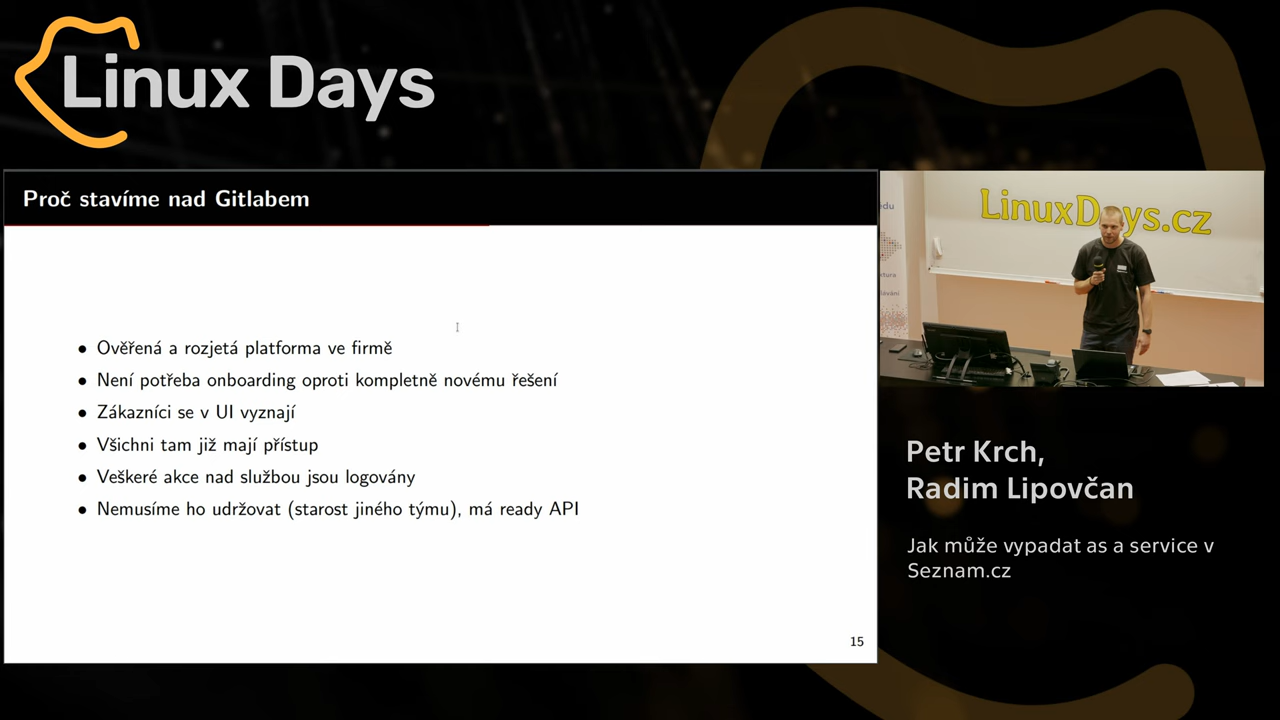 Linux Days
Proč stavíme nad Gitlabem
• Ověřená a rozjetá platforma ve firmě
• Není potřeba onboarding oproti kompletně novému řešení
• Zákazníci se v UI vyznají
• Všichni tam již mají přístup
• Veškeré akce nad službou jsou logovány
• Nemusíme ho udržovat (starost jiného týmu), má ready API
15
LinuxDays.cz
Petr Krch,
Radim Lipovčan
Jak může vypadat as a service v
Seznam.cz